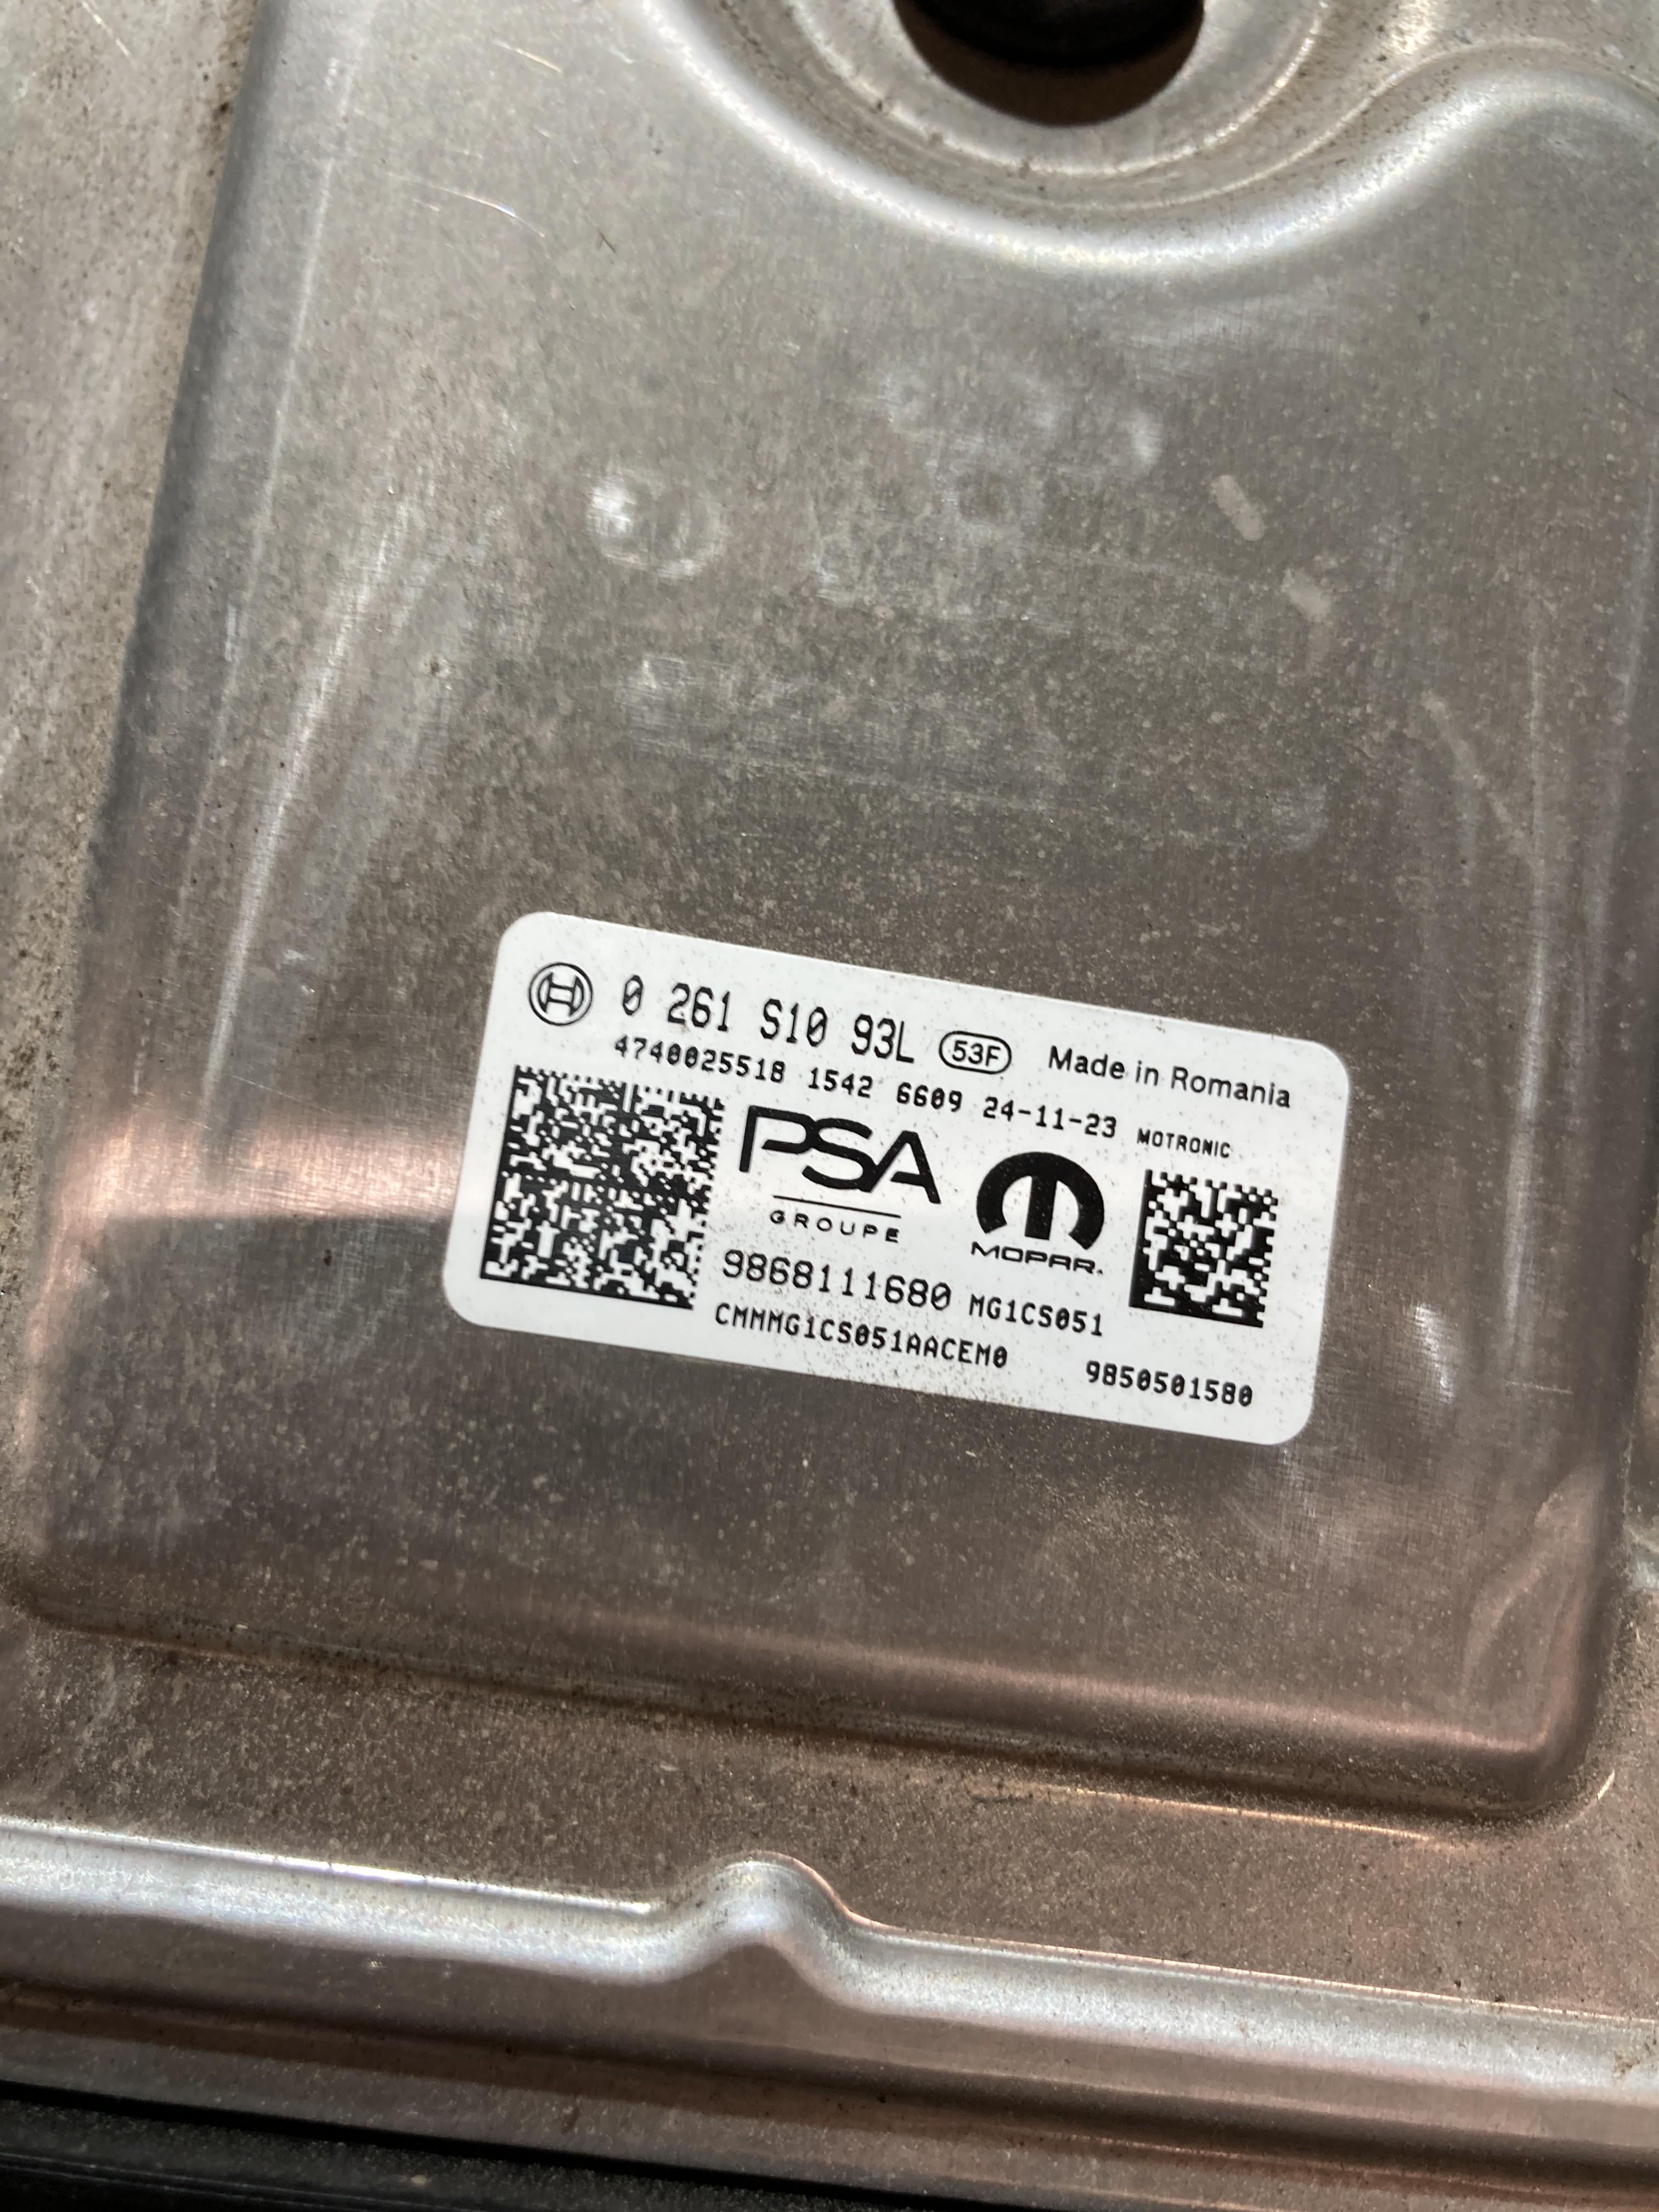 0 261 S10 93L 53F Made in Romania
4740025518 1542 6609 24-11-23 MOTRONIC
PSA
GROUPE
MOPAR.
9868111680 MG1CS051
CMMMG1CS051AACEM0 9850501580